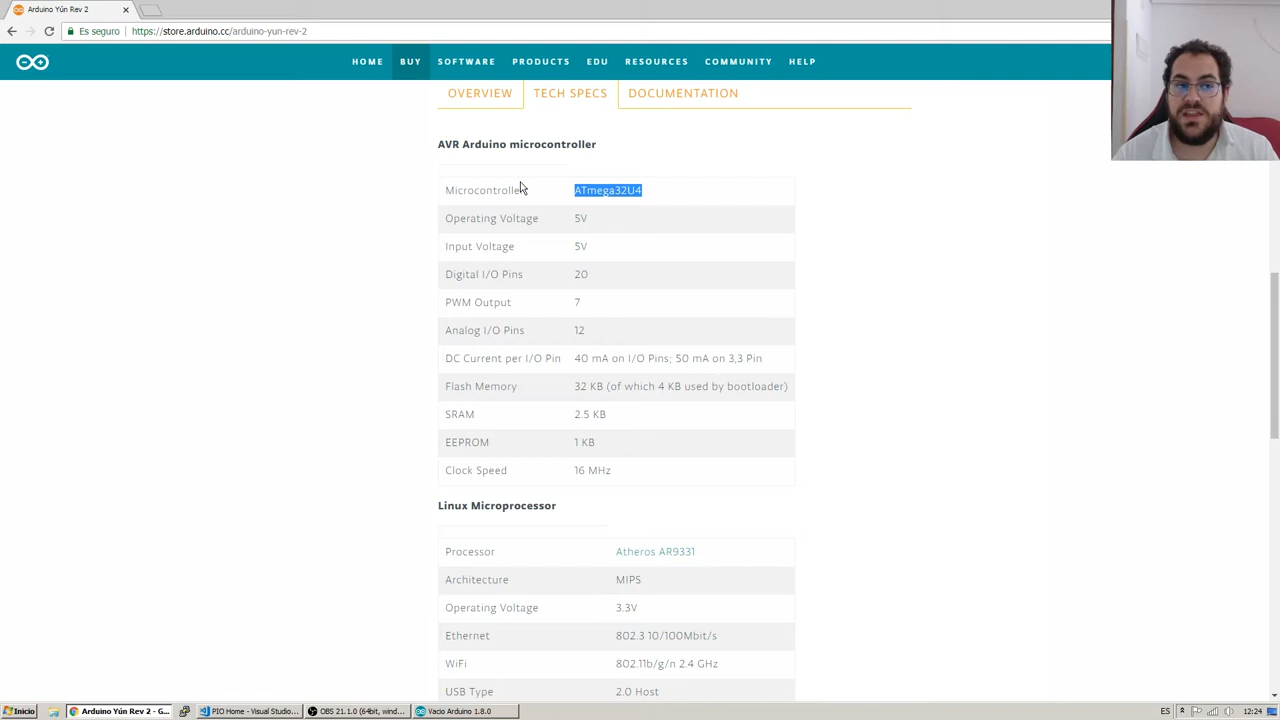 Arduino Yún Rev 2
Es seguro
https://store.arduino.cc/arduino-yun-rev-2
HOME BUY SOFTWARE PRODUCTS EDU RESOURCES COMMUNITY HELP
OVERVIEW TECH SPECS DOCUMENTATION
AVR Arduino microcontroller
Microcontroller ATmega32U4
Operating Voltage 5V
Input Voltage 5V
Digital I/O Pins 20
PWM Output 7
Analog I/O Pins 12
DC Current per I/O Pin 40 mA on I/O Pins; 50 mA on 3,3 Pin
Flash Memory 32 KB (of which 4 KB used by bootloader)
SRAM 2.5 KB
EEPROM 1 KB
Clock Speed 16 MHz
Linux Microprocessor
Processor Atheros AR9331
Architecture MIPS
Operating Voltage 3.3V
Ethernet 802.3 10/100Mbit/s
WiFi 802.11b/g/n 2.4 GHz
USB Type 2.0 Host
Inicio Arduino Yún Rev 2 - G... PIO Home - Visual Studio... OBS 21.1.0 (64bit, wind... Vacio Arduino 1.8.0 ES 12:24